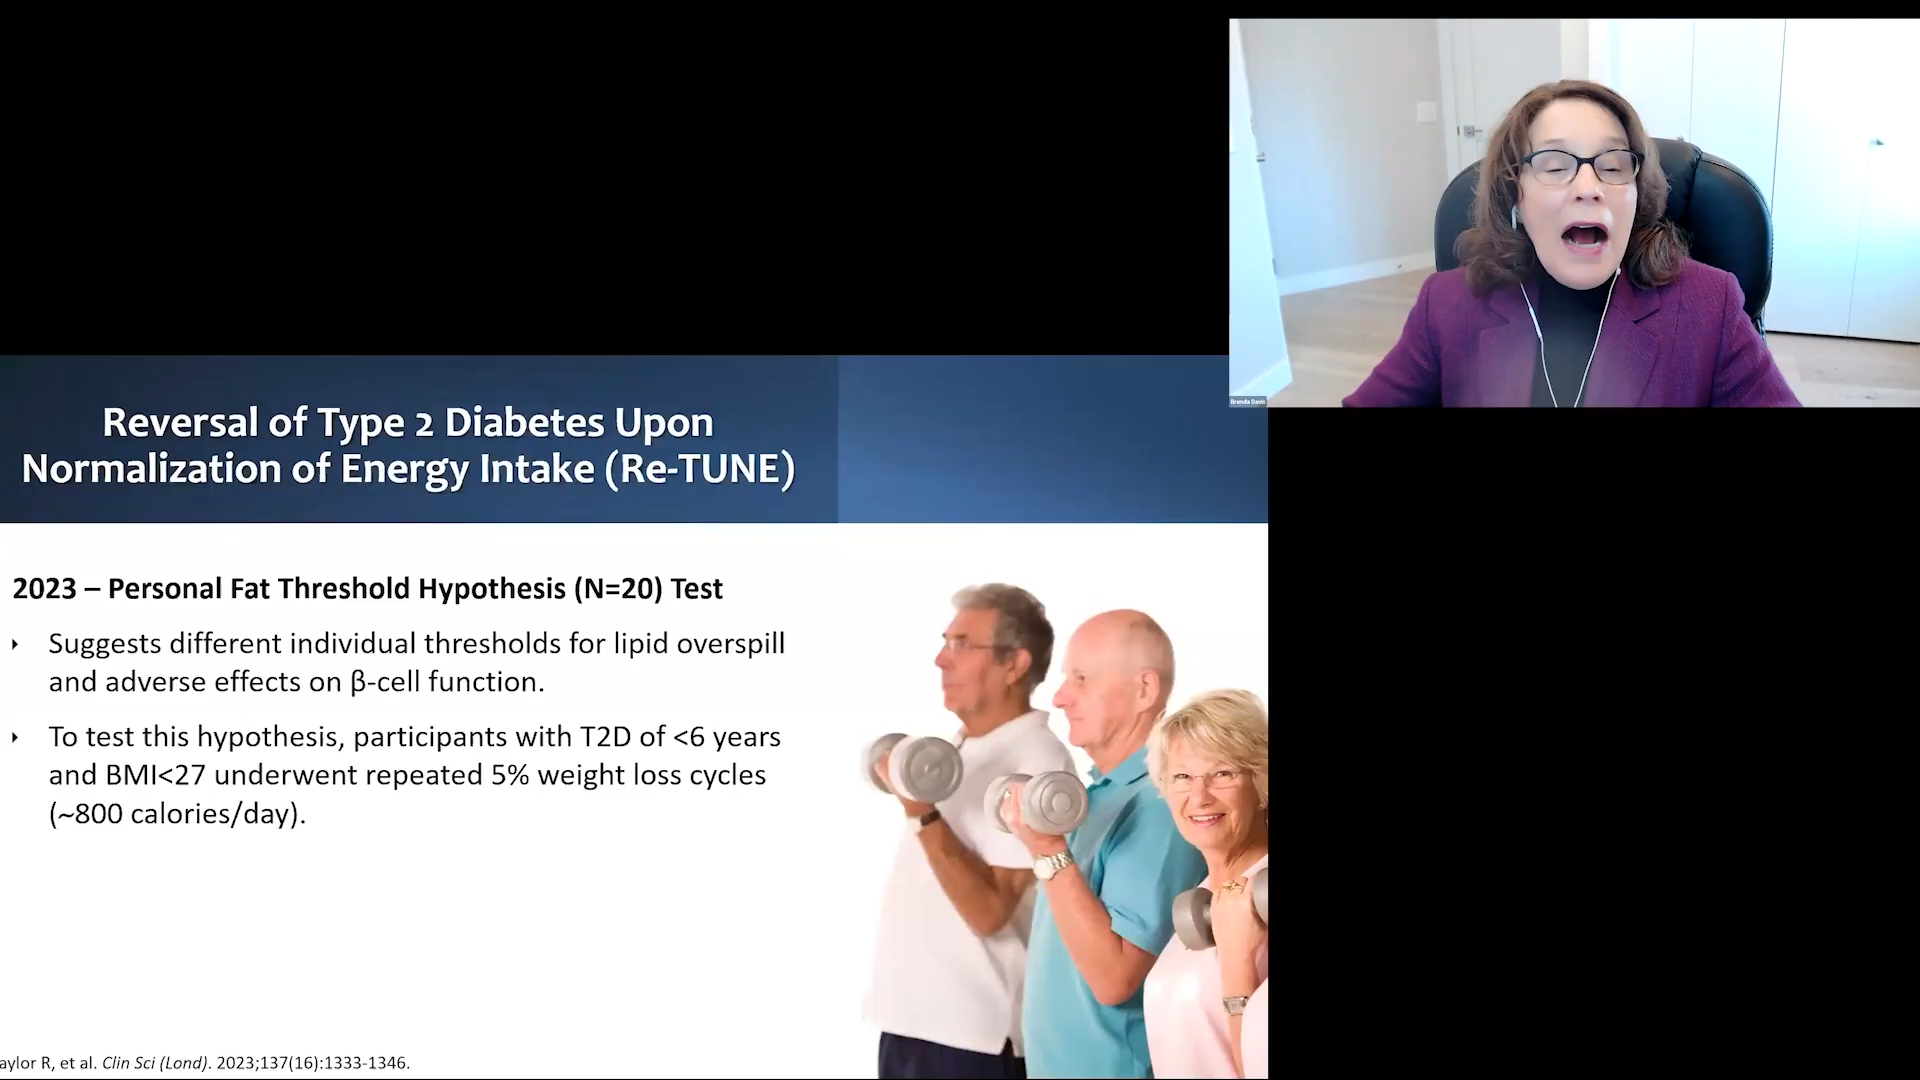 Brenda Davis
Reversal of Type 2 Diabetes Upon
Normalization of Energy Intake (Re-TUNE)
2023 – Personal Fat Threshold Hypothesis (N=20) Test
‣ Suggests different individual thresholds for lipid overspill
and adverse effects on β-cell function.
‣ To test this hypothesis, participants with T2D of <6 years
and BMI<27 underwent repeated 5% weight loss cycles
(~800 calories/day).
aylor R, et al. Clin Sci (Lond). 2023;137(16):1333-1346.